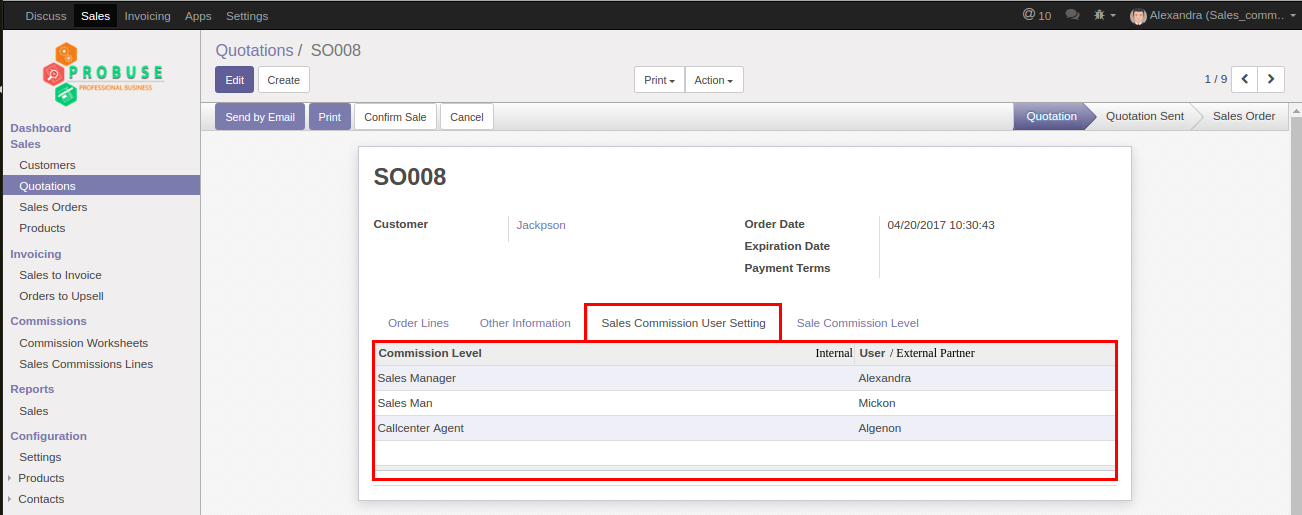 Discuss Sales Invoicing Apps Settings @ 10 Alexandra (Sales_comm...
PROBUSE
PROFESSIONAL BUSINESS
Quotations / SO008
Edit Create Print Action 1 / 9
Send by Email Print Confirm Sale Cancel Quotation Quotation Sent Sales Order
Dashboard
Sales
Customers
Quotations
Sales Orders
Products
Invoicing
Sales to Invoice
Orders to Upsell
Commissions
Commission Worksheets
Sales Commissions Lines
Reports
Sales
Configuration
Settings
Products
Contacts
SO008
Customer Jackpson
Order Date 04/20/2017 10:30:43
Expiration Date
Payment Terms
Order Lines Other Information Sales Commission User Setting Sale Commission Level
Commission Level Internal User / External Partner
Sales Manager Alexandra
Sales Man Mickon
Callcenter Agent Algenon